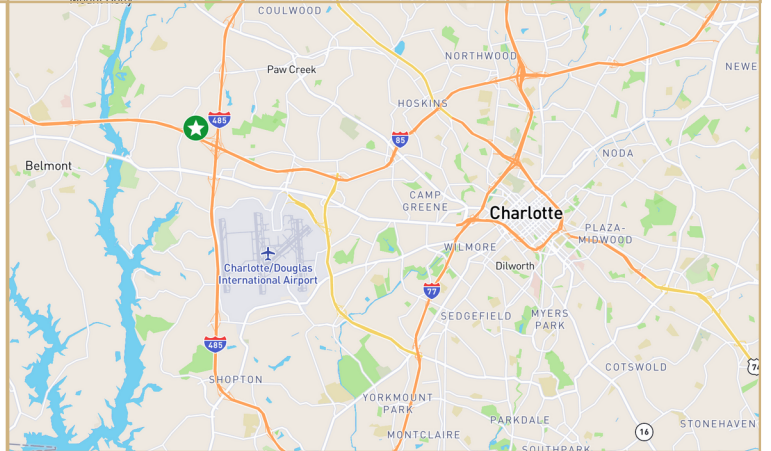 COULWOOD
NORTHWOOD
Paw Creek
NEWE
HOSKINS
485
85
NODA
Belmont
CAMP
GREENE
Charlotte
PLAZA-
MIDWOOD
WILMORE
Charlotte/Douglas
International Airport
Dilworth
77
SEDGEFIELD
MYERS
PARK
485
COTSWOLD
74
SHOPTON
YORKMOUNT
PARK
PARKDALE
STONEHAVEN
MONTCLAIRE
16
SOUTHPARK